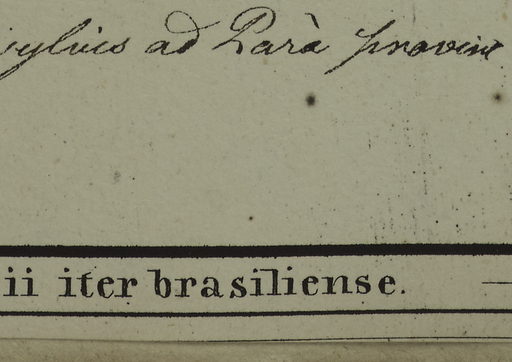 sylvis ad Parà provinc
ii iter brasiliense.